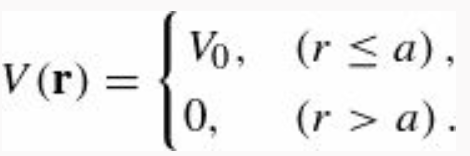 V(r) = { V₀, (r ≤ a),
0, (r > a).